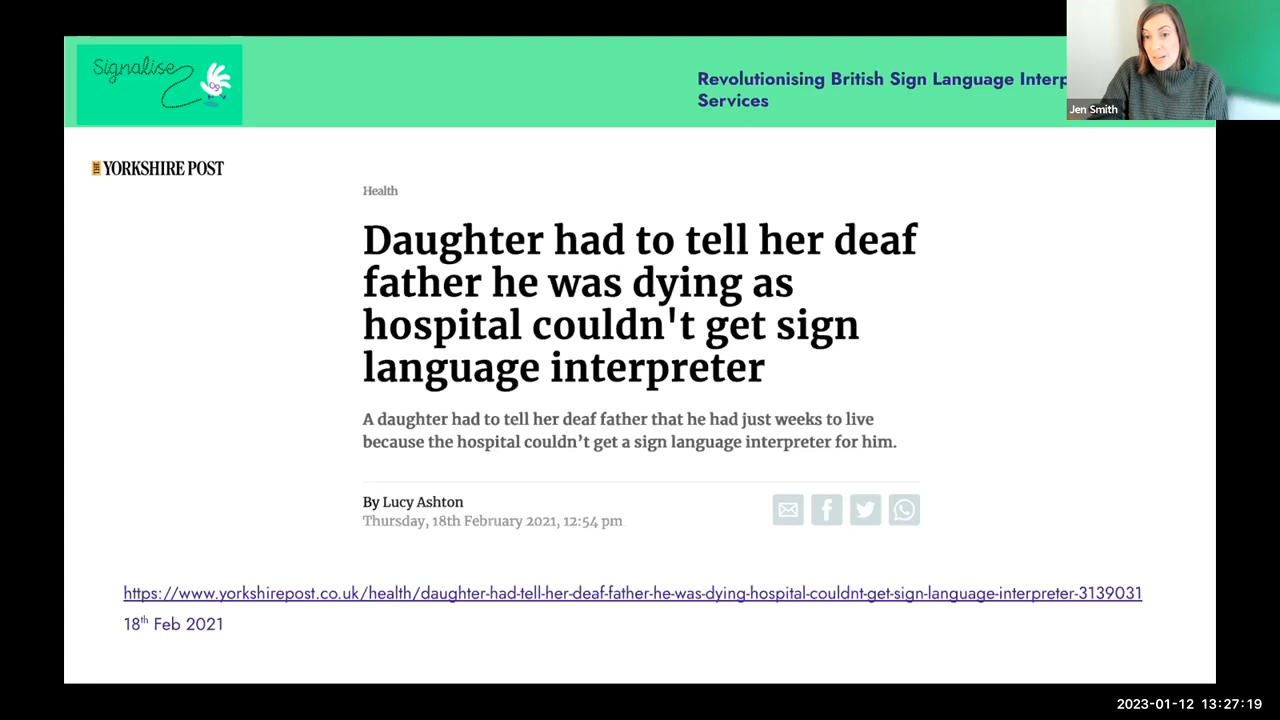 Signalise
Revolutionising British Sign Language
Services
Jen Smith
THE YORKSHIRE POST
Health
Daughter had to tell her deaf
father he was dying as
hospital couldn't get sign
language interpreter
A daughter had to tell her deaf father that he had just weeks to live
because the hospital couldn’t get a sign language interpreter for him.
By Lucy Ashton
Thursday, 18th February 2021, 12:54 pm
https://www.yorkshirepost.co.uk/health/daughter-had-tell-her-deaf-father-he-was-dying-hospital-couldnt-get-sign-language-interpreter-3139031
18th Feb 2021
2023-01-12 13:27:19